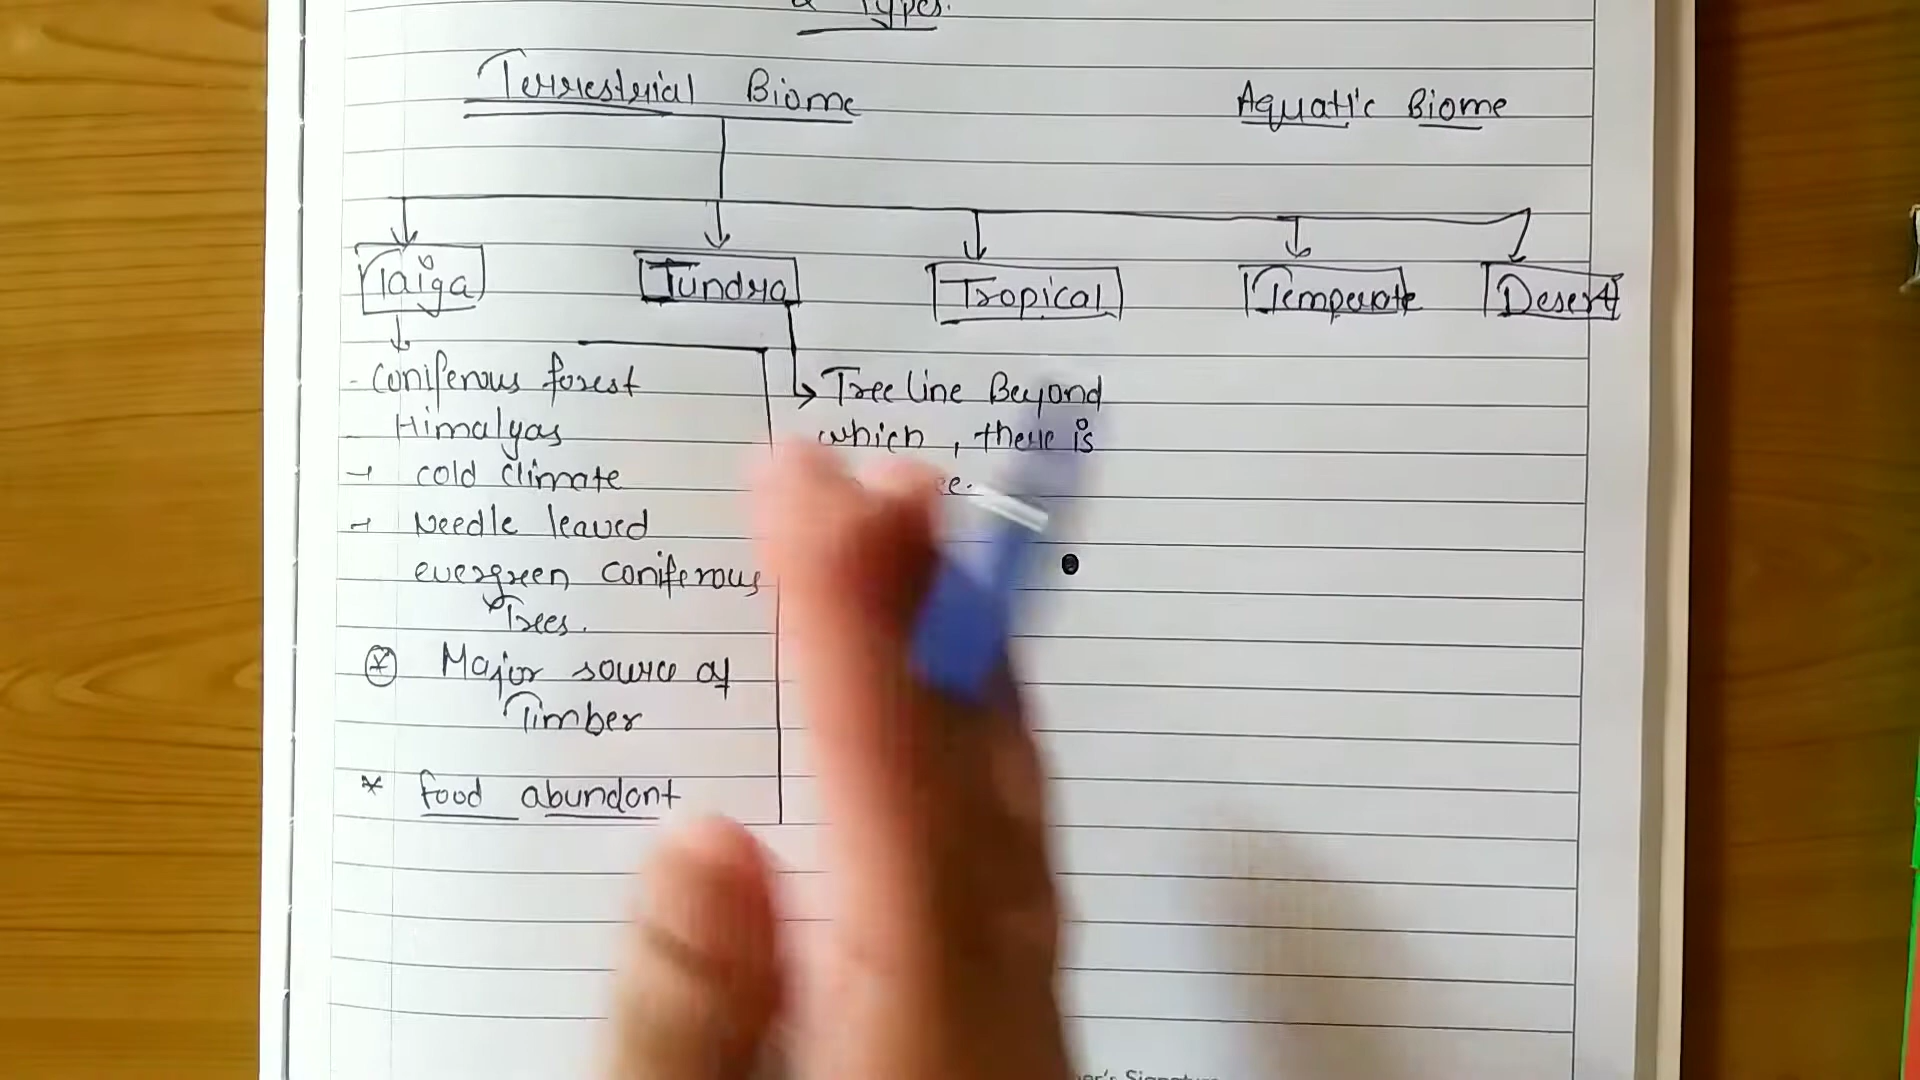 & Types.
Terrestrial Biome
Aquatic Biome
Taiga
Tundra
Tropical
Temperate
Desert
- Coniferous forest
Himalyas
→ cold climate
→ Needle leaved
evergreen coniferous
Trees.
* Major source of
Timber
* food abundant
Tree line Beyond
which, there is